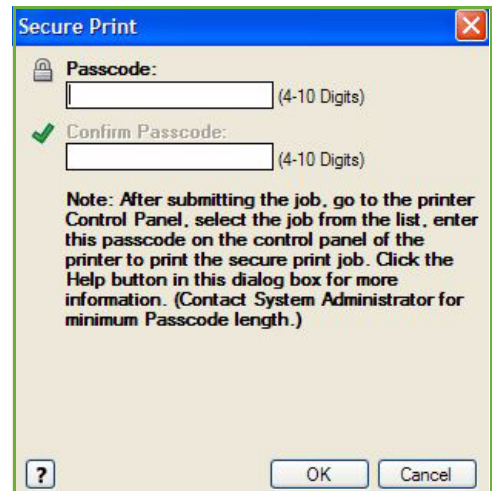 Secure Print
Passcode:
(4-10 Digits)
Confirm Passcode:
(4-10 Digits)
Note: After submitting the job, go to the printer
Control Panel, select the job from the list, enter
this passcode on the control panel of the
printer to print the secure print job. Click the
Help button in this dialog box for more
information. (Contact System Administrator for
minimum Passcode length.)
? OK Cancel